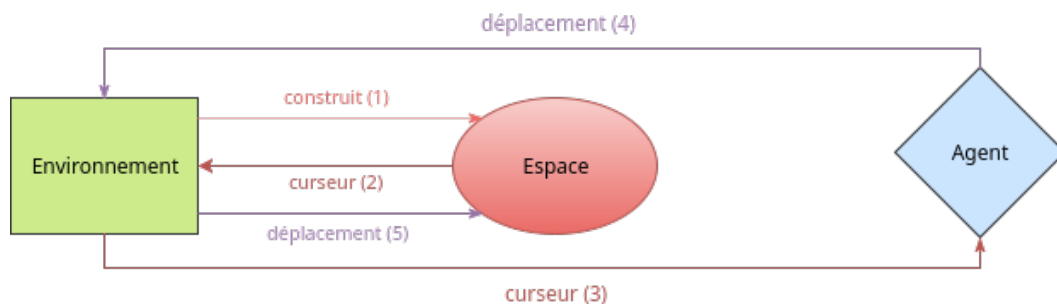 déplacement (4)
construit (1)
Environnement
curseur (2)
Espace
Agent
déplacement (5)
curseur (3)